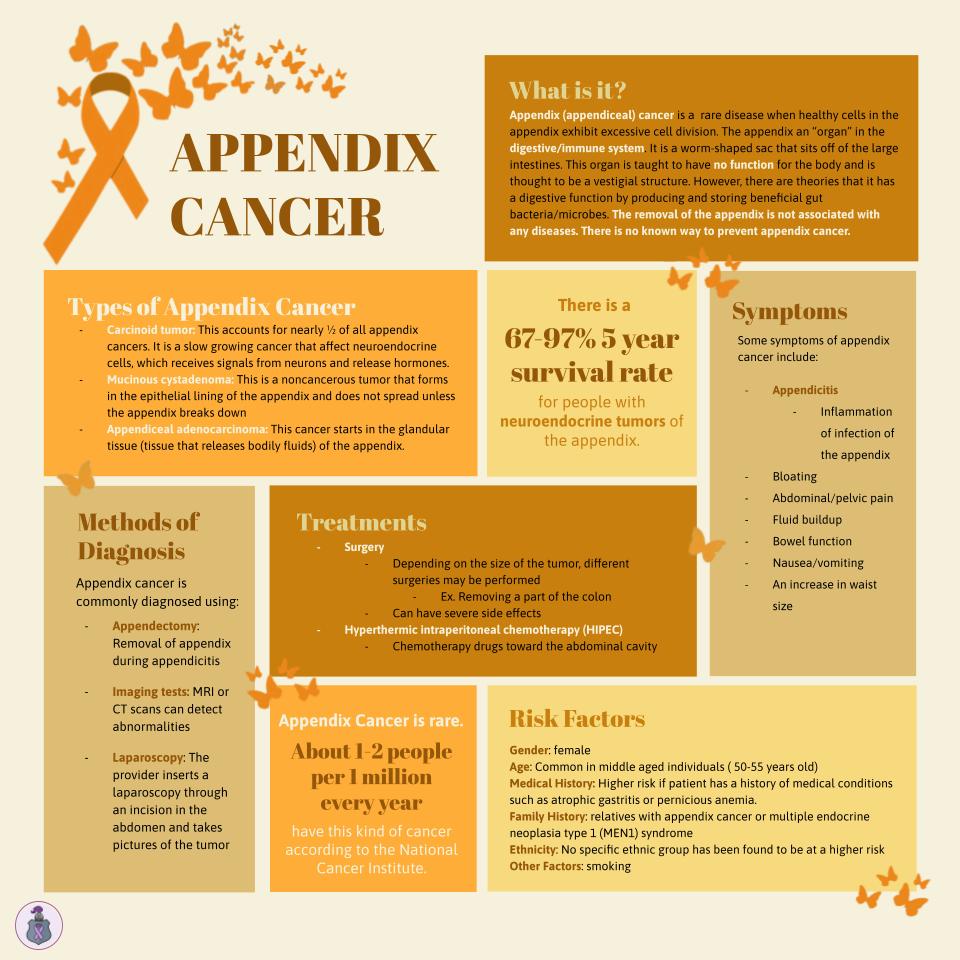 APPENDIX
CANCER
What is it?
Appendix (appendiceal) cancer is a rare disease when healthy cells in the
appendix exhibit excessive cell division. The appendix an "organ" in the
digestive/immune system. It is a worm-shaped sac that sits off of the large
intestines. This organ is taught to have no function for the body and is
thought to be a vestigial structure. However, there are theories that it has
a digestive function by producing and storing beneficial gut
bacteria/microbes. The removal of the appendix is not associated with
any diseases. There is no known way to prevent appendix cancer.
Types of Appendix Cancer
- Carcinoid tumor: This accounts for nearly ½ of all appendix
cancers. It is a slow growing cancer that affect neuroendocrine
cells, which receives signals from neurons and release hormones.
- Mucinous cystadenoma: This is a noncancerous tumor that forms
in the epithelial lining of the appendix and does not spread unless
the appendix breaks down
- Appendiceal adenocarcinoma: This cancer starts in the glandular
tissue (tissue that releases bodily fluids) of the appendix.
There is a
67-97% 5 year
survival rate
for people with
neuroendocrine tumors of
the appendix.
Symptoms
Some symptoms of appendix
cancer include:
- Appendicitis
- Inflammation
of infection of
the appendix
- Bloating
- Abdominal/pelvic pain
- Fluid buildup
- Bowel function
- Nausea/vomiting
- An increase in waist
size
Methods of
Diagnosis
Appendix cancer is
commonly diagnosed using:
- Appendectomy:
Removal of appendix
during appendicitis
- Imaging tests: MRI or
CT scans can detect
abnormalities
- Laparoscopy: The
provider inserts a
laparoscopy through
an incision in the
abdomen and takes
pictures of the tumor
Treatments
- Surgery
- Depending on the size of the tumor, different
surgeries may be performed
- Ex. Removing a part of the colon
- Can have severe side effects
- Hyperthermic intraperitoneal chemotherapy (HIPEC)
- Chemotherapy drugs toward the abdominal cavity
Appendix Cancer is rare.
About 1-2 people
per 1 million
every year
have this kind of cancer
according to the National
Cancer Institute.
Risk Factors
Gender: female
Age: Common in middle aged individuals ( 50-55 years old)
Medical History: Higher risk if patient has a history of medical conditions
such as atrophic gastritis or pernicious anemia.
Family History: relatives with appendix cancer or multiple endocrine
neoplasia type 1 (MEN1) syndrome
Ethnicity: No specific ethnic group has been found to be at a higher risk
Other Factors: smoking